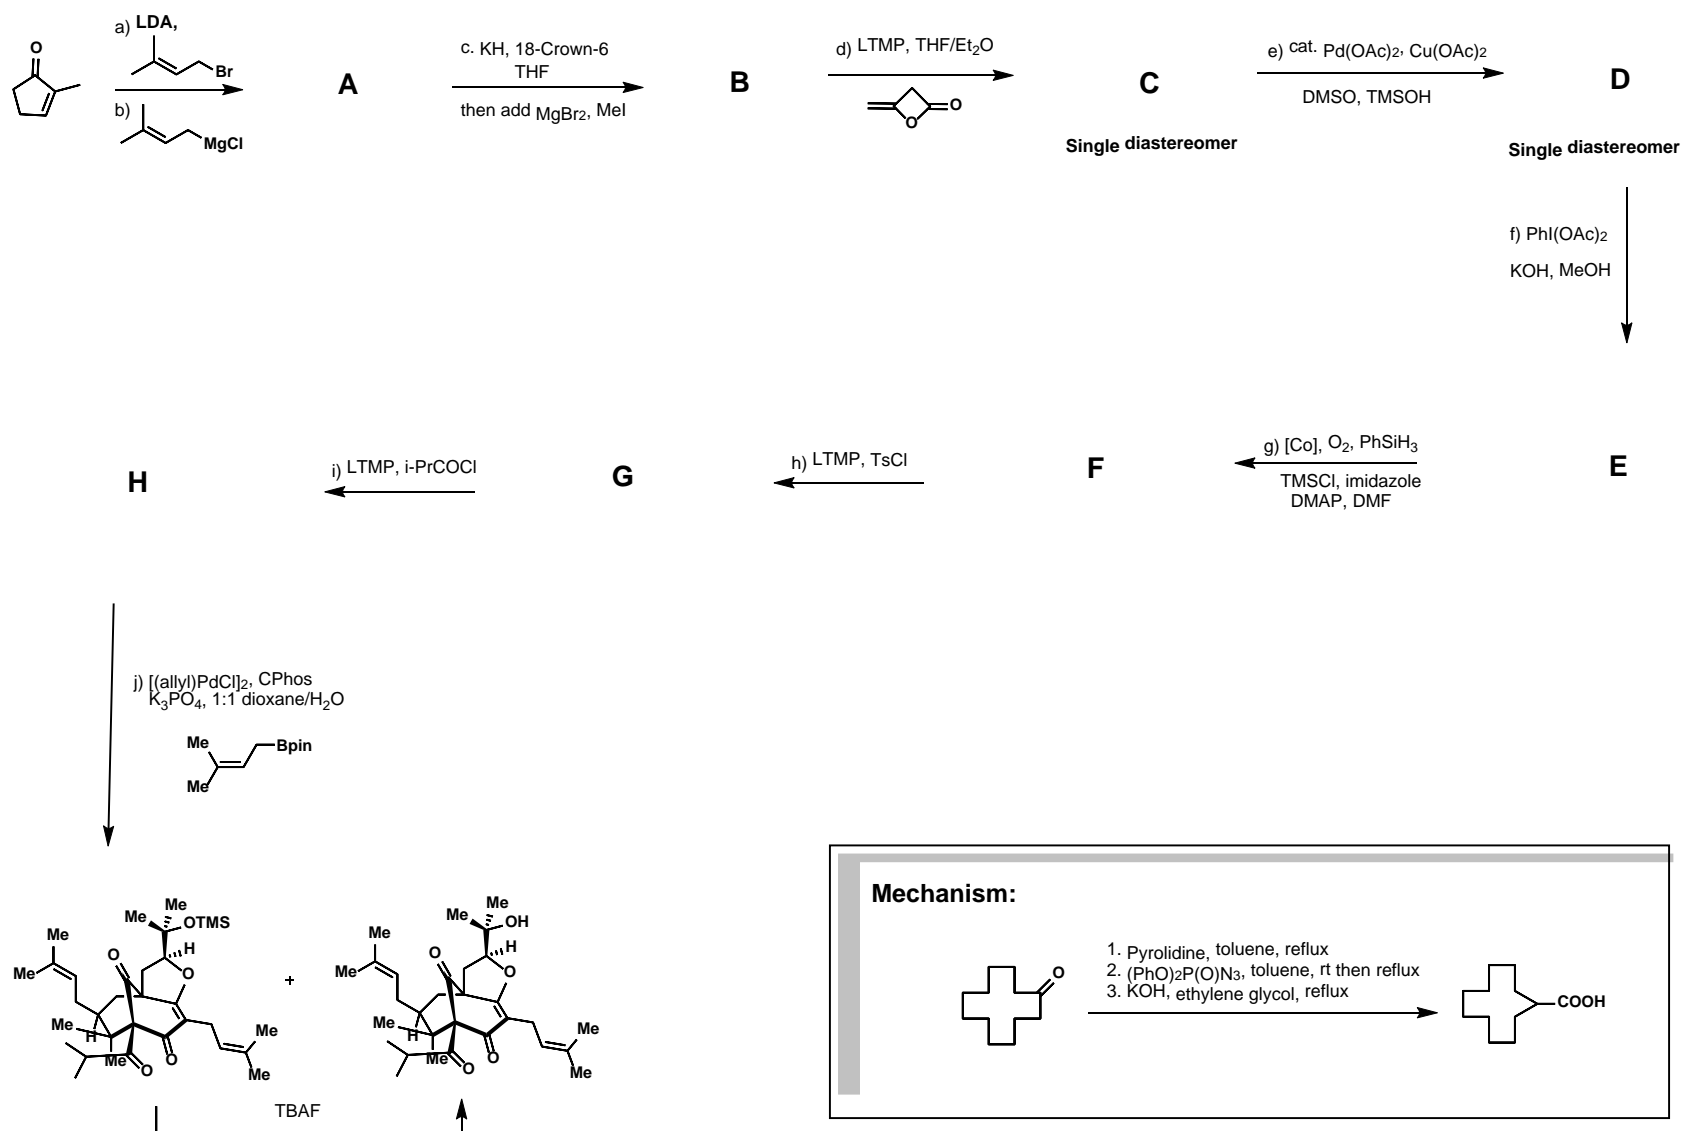 a) LDA,
O
Br
b)
MgCl
A
c. KH, 18-Crown-6
THF
then add MgBr2, MeI
B
d) LTMP, THF/Et2O
O
O
C
Single diastereomer
e) cat. Pd(OAc)2, Cu(OAc)2
DMSO, TMSOH
D
Single diastereomer
f) PhI(OAc)2
KOH, MeOH
E
g) [Co], O2, PhSiH3
TMSCl, imidazole
DMAP, DMF
F
h) LTMP, TsCl
G
i) LTMP, i-PrCOCl
H
j) [(allyl)PdCl]2, CPhos
K3PO4, 1:1 dioxane/H2O
Me
Bpin
Me
Me
Me
OTMS
Me
O
H
Me
O
Me
H
Me
O
O
Me
Me
+
Me
Me
OH
Me
O
H
Me
O
Me
H
Me
O
O
Me
Me
TBAF
Mechanism:
O
1. Pyrolidine, toluene, reflux
2. (PhO)2P(O)N3, toluene, rt then reflux
3. KOH, ethylene glycol, reflux
COOH